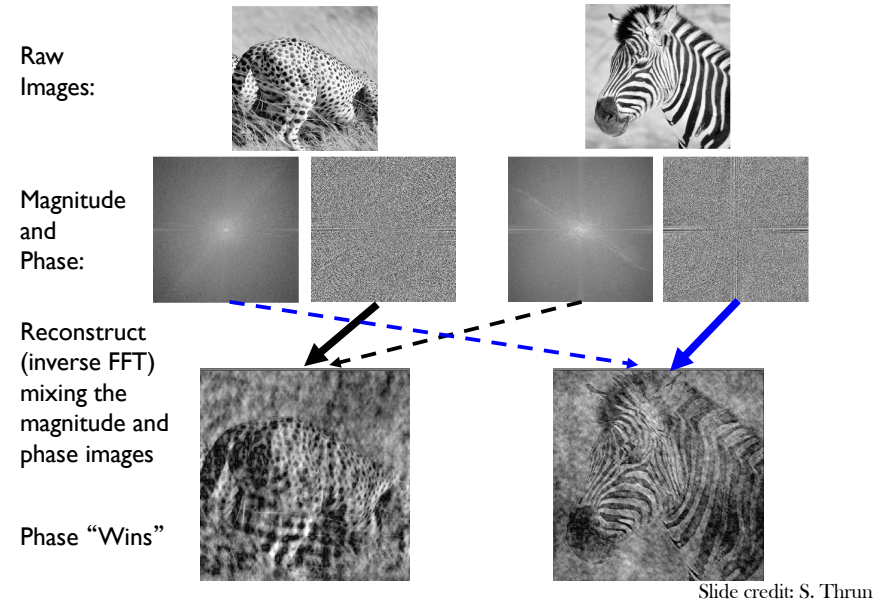 Raw
Images:
Magnitude
and
Phase:
Reconstruct
(inverse FFT)
mixing the
magnitude and
phase images
Phase “Wins”
Slide credit: S. Thrun